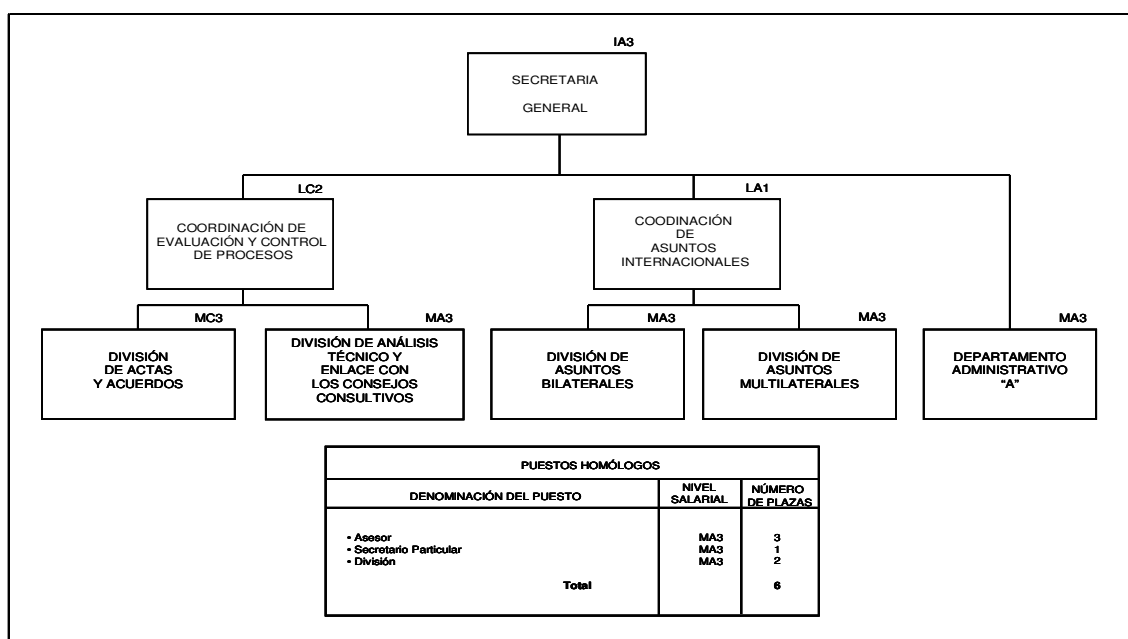 IA3
SECRETARIA
GENERAL
LC2
COORDINACIÓN DE
EVALUACIÓN Y CONTROL
DE PROCESOS
LA1
COODINACIÓN
DE
ASUNTOS
INTERNACIONALES
MC3
DIVISIÓN
DE ACTAS
Y ACUERDOS
MA3
DIVISIÓN DE ANÁLISIS
TÉCNICO Y
ENLACE CON
LOS CONSEJOS
CONSULTIVOS
MA3
DIVISIÓN DE
ASUNTOS
BILATERALES
MA3
DIVISIÓN DE
ASUNTOS
MULTILATERALES
MA3
DEPARTAMENTO
ADMINISTRATIVO
“A”
PUESTOS HOMÓLOGOS
DENOMINACIÓN DEL PUESTO
NIVEL
SALARIAL
NÚMERO
DE PLAZAS
• Asesor MA3 3
• Secretario Particular MA3 1
• División MA3 2
Total 6